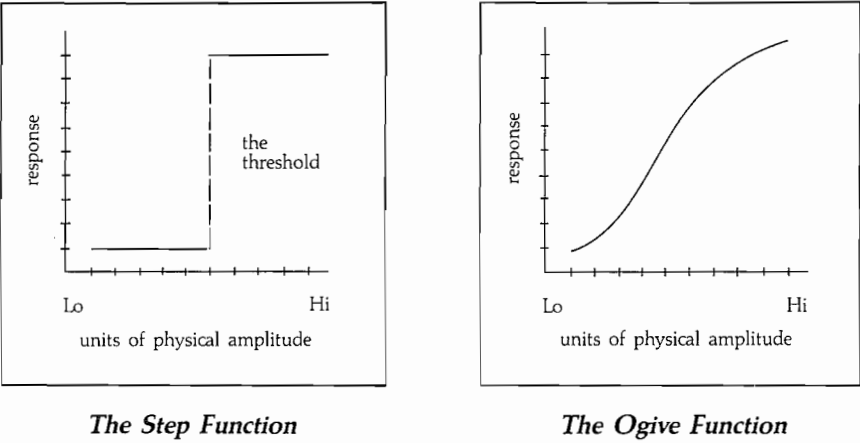 response
the
threshold
Lo
Hi
units of physical amplitude
The Step Function
response
Lo
Hi
units of physical amplitude
The Ogive Function